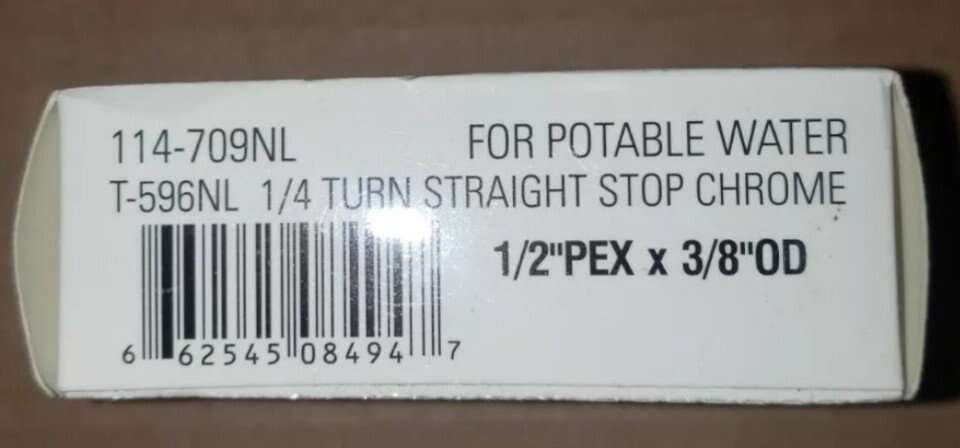 114-709NL FOR POTABLE WATER
T-596NL 1/4 TURN STRAIGHT STOP CHROME
1/2"PEX x 3/8"OD
6 62545 08494 7